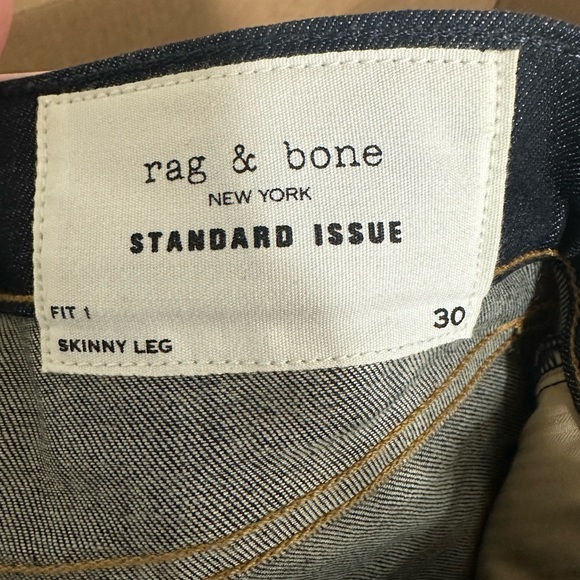 rag & bone
NEW YORK
STANDARD ISSUE
FIT 1
30
SKINNY LEG